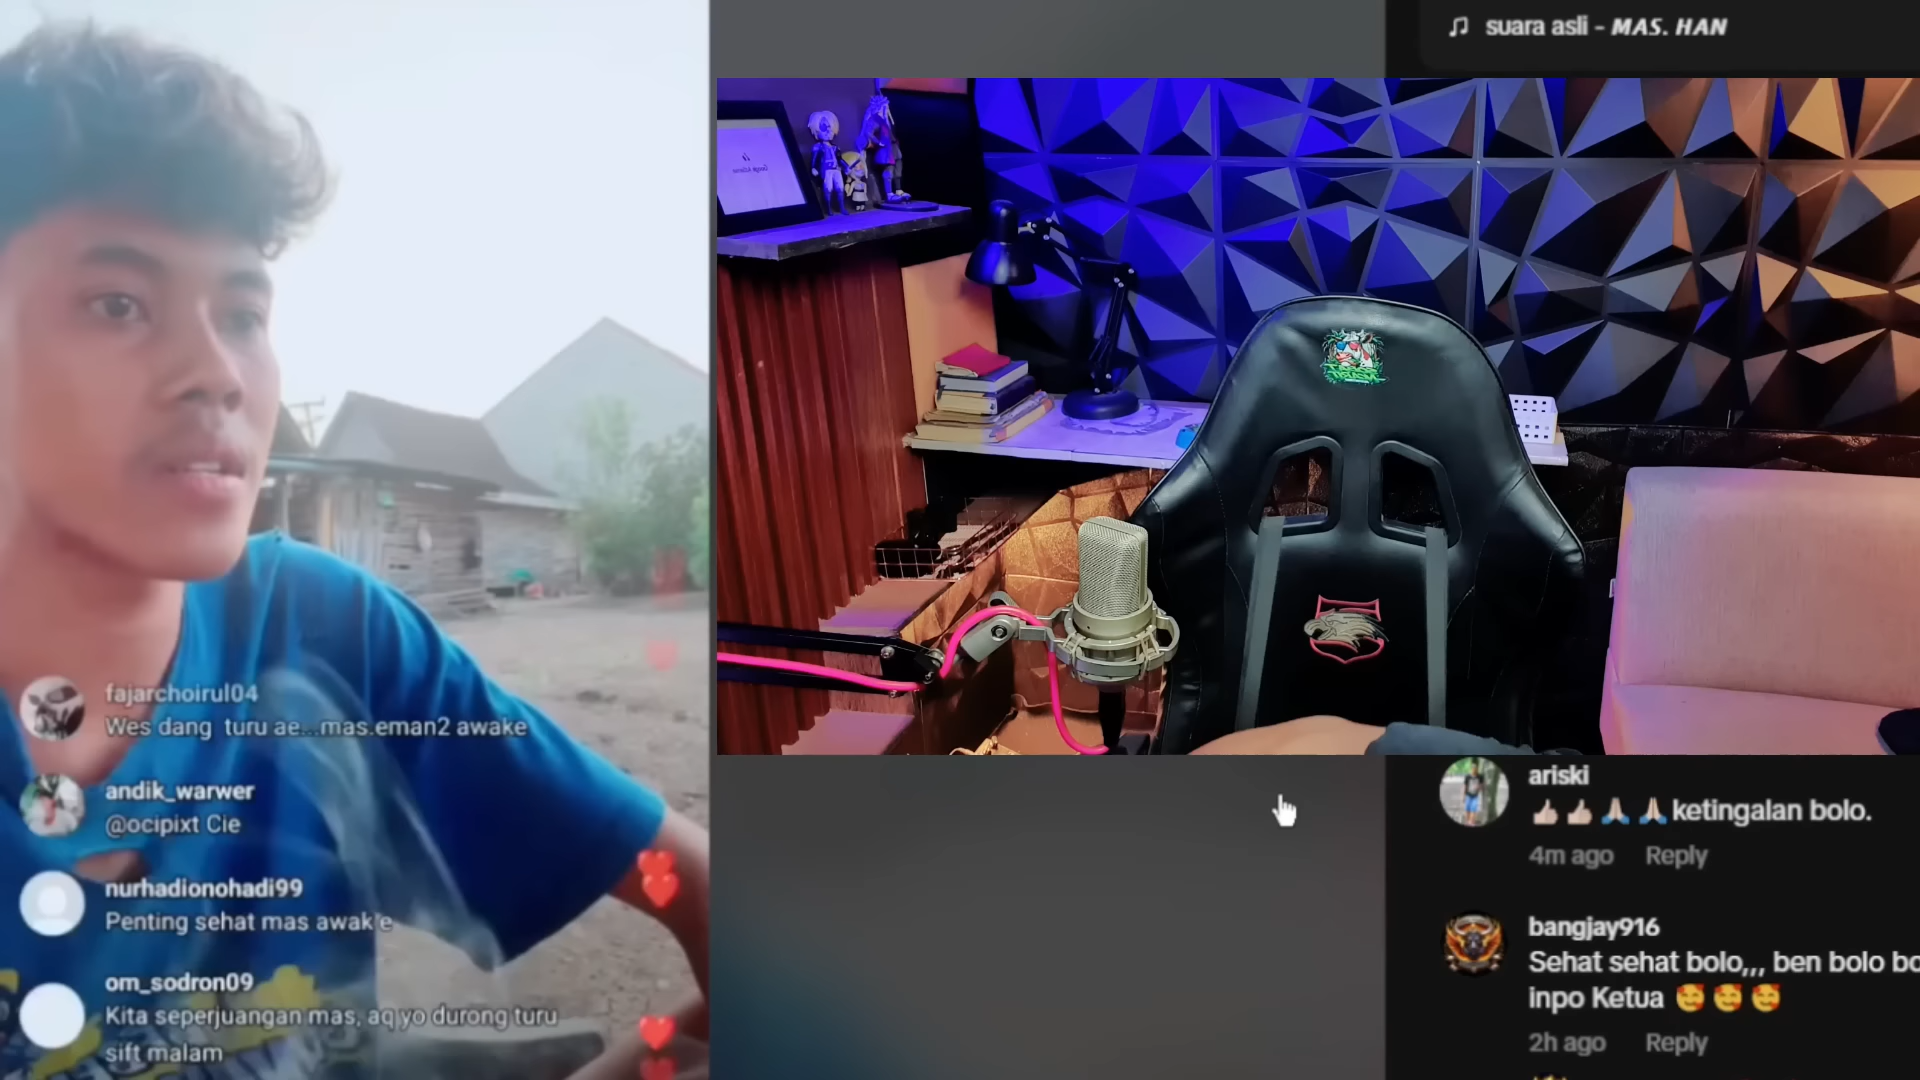 suara asli - MAS. HAN
fajarchoirul04
Wes dang turu ae...mas.eman2 awake
andik_warwer
@ocipixt Cie
nurhadionohadi99
Penting sehat mas awak'e
om_sodron09
Kita seperjuangan mas, aq yo durong turu
sift malam
ariski
👍🏻👍🏻🙏🏻🙏🏻ketingalan bolo.
4m ago Reply
bangjay916
Sehat sehat bolo,,, ben bolo bo
inpo Ketua 🥰🥰🥰
2h ago Reply